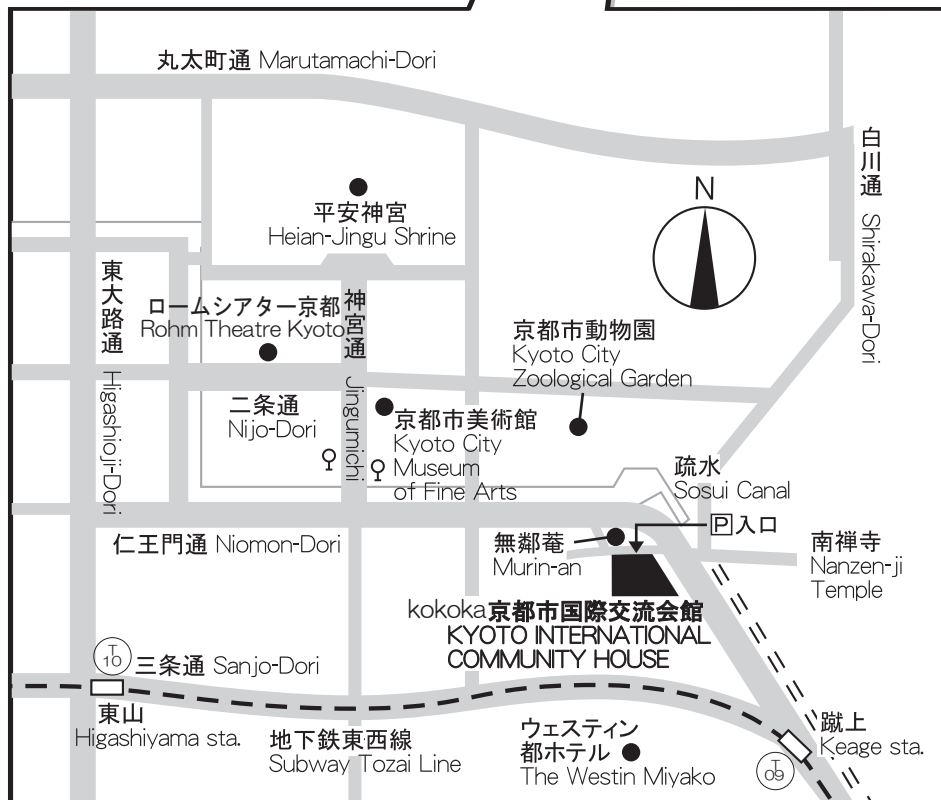 丸太町通 Marutamachi-Dori
白川通 Shirakawa-Dori
N
平安神宮
Heian-Jingu Shrine
東大路通 Higashioji-Dori
ロームシアター京都
Rohm Theatre Kyoto
神宮通 Jingumichi
京都市動物園
Kyoto City
Zoological Garden
二条通
Nijo-Dori
京都市美術館
Kyoto City
Museum
of Fine Arts
疏水
Sosui Canal
P入口
仁王門通 Niomon-Dori
無鄰菴
Murin-an
南禅寺
Nanzen-ji
Temple
kokoka京都市国際交流会館
KYOTO INTERNATIONAL
COMMUNITY HOUSE
T
10
三条通 Sanjo-Dori
東山
Higashiyama sta.
地下鉄東西線
Subway Tozai Line
ウェスティン
都ホテル
The Westin Miyako
蹴上
Keage sta.
T
09